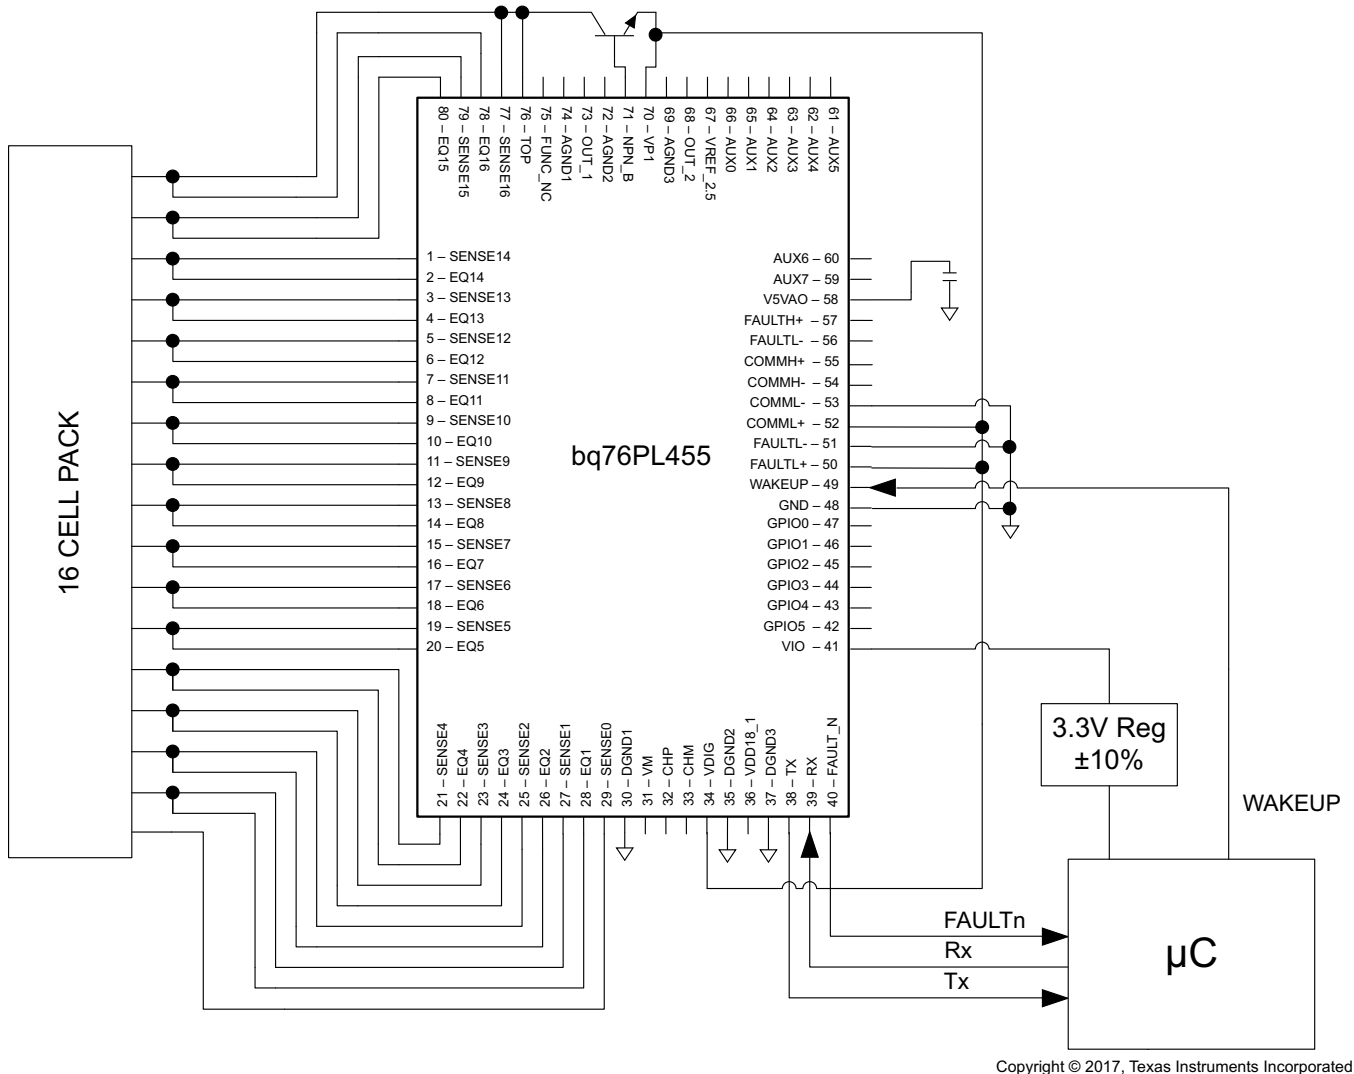 80 – EQ15
79 – SENSE15
78 – EQ16
77 – SENSE16
76 – TOP
75 – FUNC_NC
74 – AGND1
73 – OUT_1
72 – AGND2
71 – NPN_B
70 – VP1
69 – AGND3
68 – OUT_2
67 – VREF_2.5
66 – AUX0
65 – AUX1
64 – AUX2
63 – AUX3
62 – AUX4
61 – AUX5
16 CELL PACK
1 – SENSE14
2 – EQ14
3 – SENSE13
4 – EQ13
5 – SENSE12
6 – EQ12
7 – SENSE11
8 – EQ11
9 – SENSE10
10 – EQ10
11 – SENSE9
12 – EQ9
13 – SENSE8
14 – EQ8
15 – SENSE7
16 – EQ7
17 – SENSE6
18 – EQ6
19 – SENSE5
20 – EQ5
bq76PL455
AUX6 – 60
AUX7 – 59
V5VAO – 58
FAULTH+ – 57
FAULTL- – 56
COMMH+ – 55
COMMH- – 54
COMML- – 53
COMML+ – 52
FAULTL- – 51
FAULTL+ – 50
WAKEUP – 49
GND – 48
GPIO0 – 47
GPIO1 – 46
GPIO2 – 45
GPIO3 – 44
GPIO4 – 43
GPIO5 – 42
VIO – 41
21 – SENSE4
22 – EQ4
23 – SENSE3
24 – EQ3
25 – SENSE2
26 – EQ2
27 – SENSE1
28 – EQ1
29 – SENSE0
30 – DGND1
31 – VM
32 – CHP
33 – CHM
34 – VDIG
35 – DGND2
36 – VDD18_1
37 – DGND3
38 – TX
39 – RX
40 – FAULT_N
3.3V Reg
±10%
WAKEUP
FAULTn
Rx
Tx
µC
Copyright © 2017, Texas Instruments Incorporated